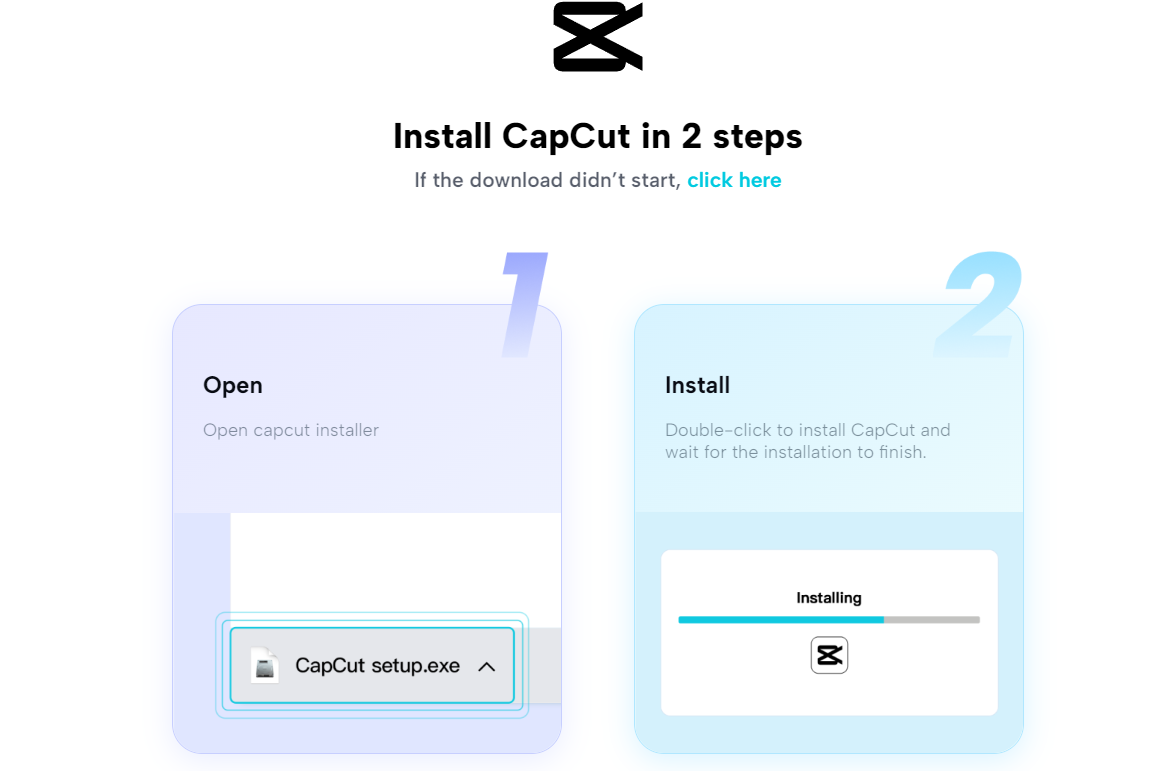 Install CapCut in 2 steps
If the download didn’t start, click here
1
Open
Open capcut installer
CapCut setup.exe
2
Install
Double-click to install CapCut and
wait for the installation to finish.
Installing